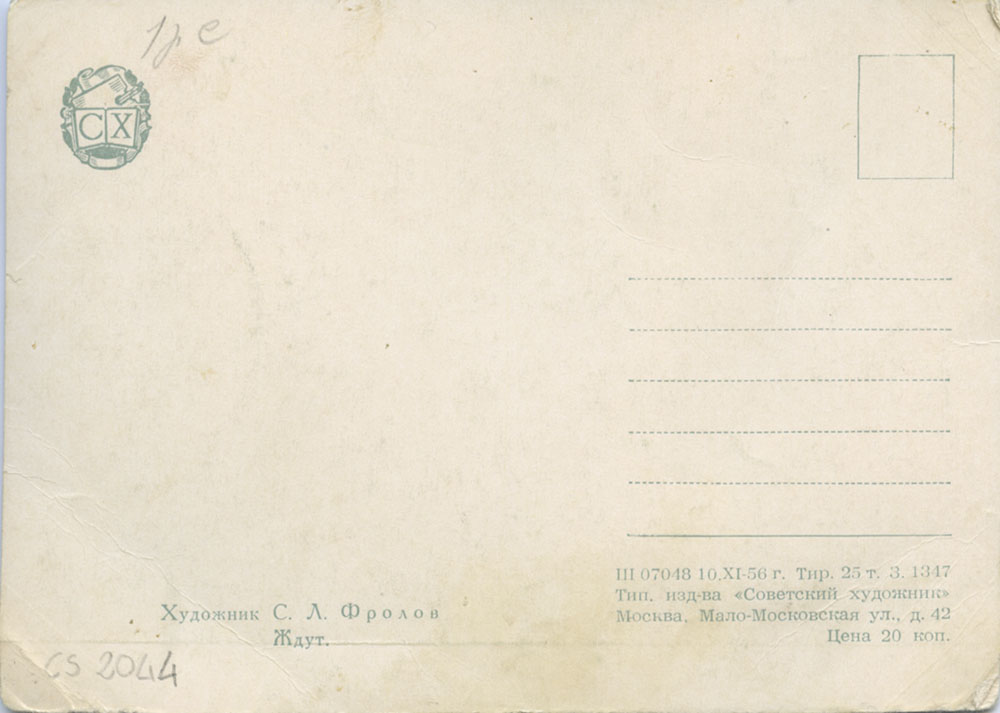 СХ
Художник С. Л. Фролов
Ждут.
Ш 07048 10.XI-56 г. Тир. 25 т. З. 1347
Тип. изд-ва «Советский художник»
Москва, Мало-Московская ул., д. 42
Цена 20 коп.
CS 2044